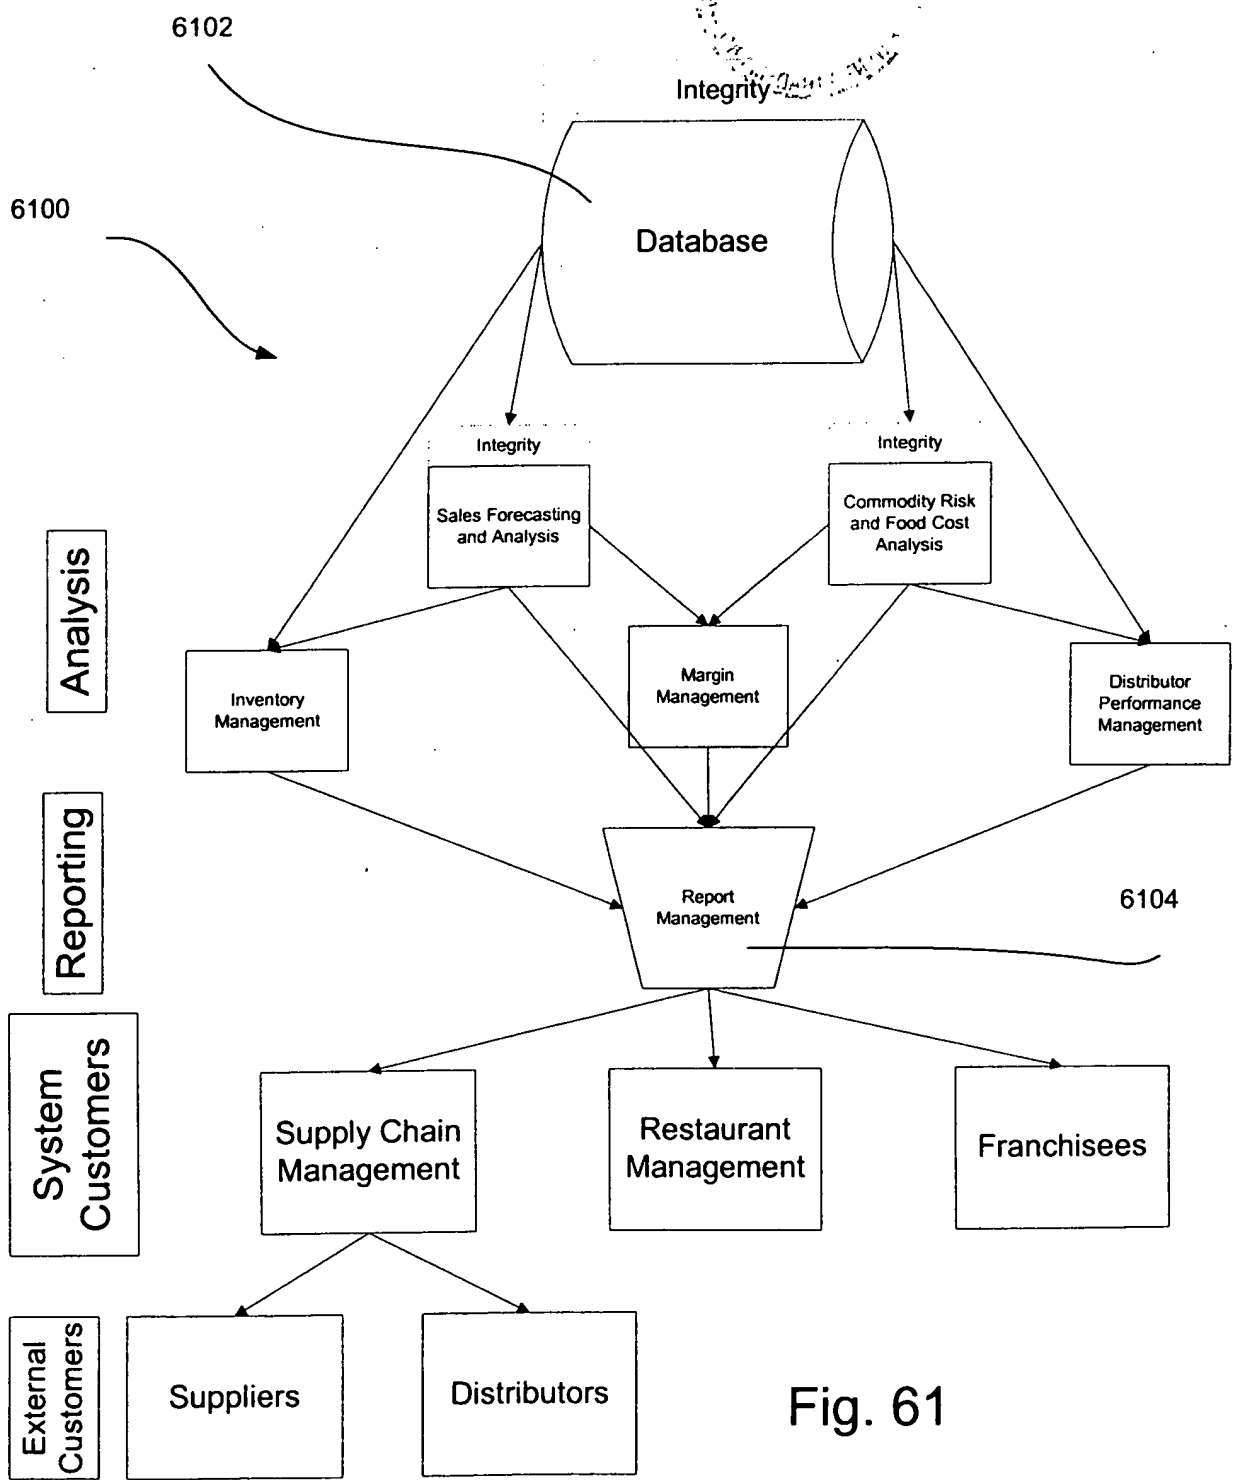 6102
Integrity
6100
Database
Integrity
Integrity
Sales Forecasting
and Analysis
Commodity Risk
and Food Cost
Analysis
Analysis
Inventory
Management
Margin
Management
Distributor
Performance
Management
Reporting
Report
Management
6104
System
Customers
Supply Chain
Management
Restaurant
Management
Franchisees
External
Customers
Suppliers
Distributors
Fig. 61